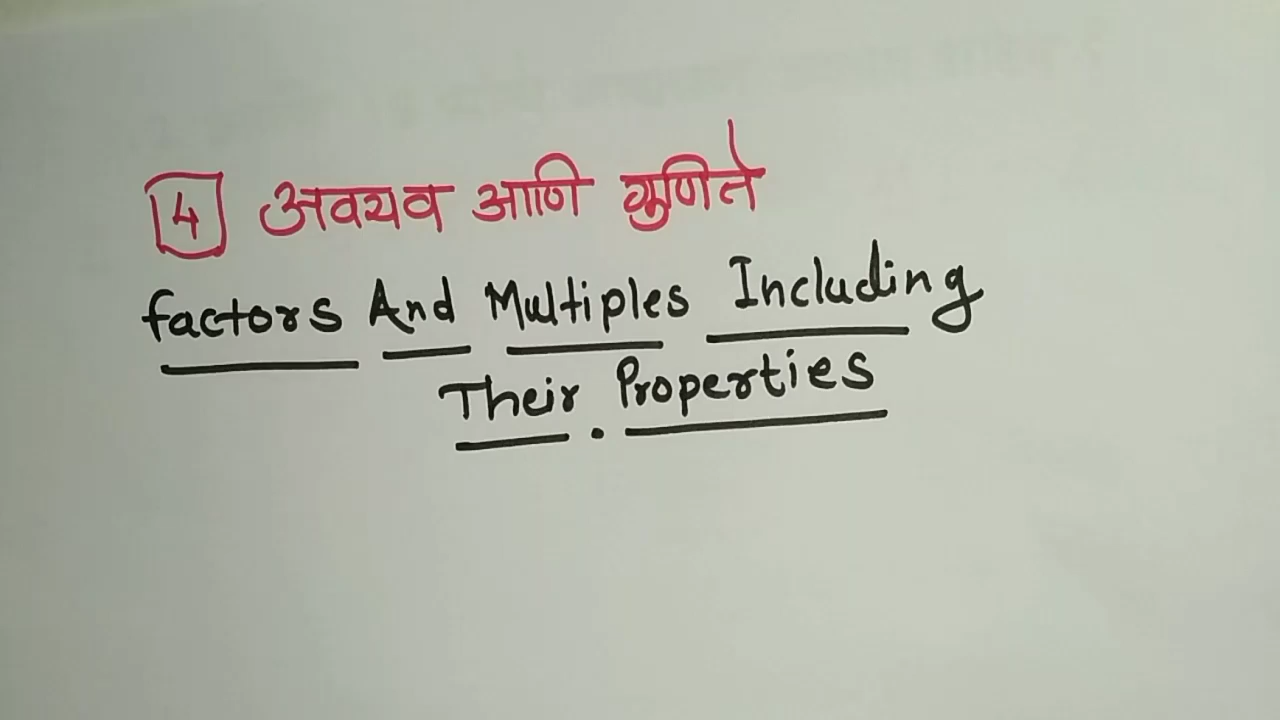 4 अवयव आणि गुणिते
factors And Multiples Including
Their Properties